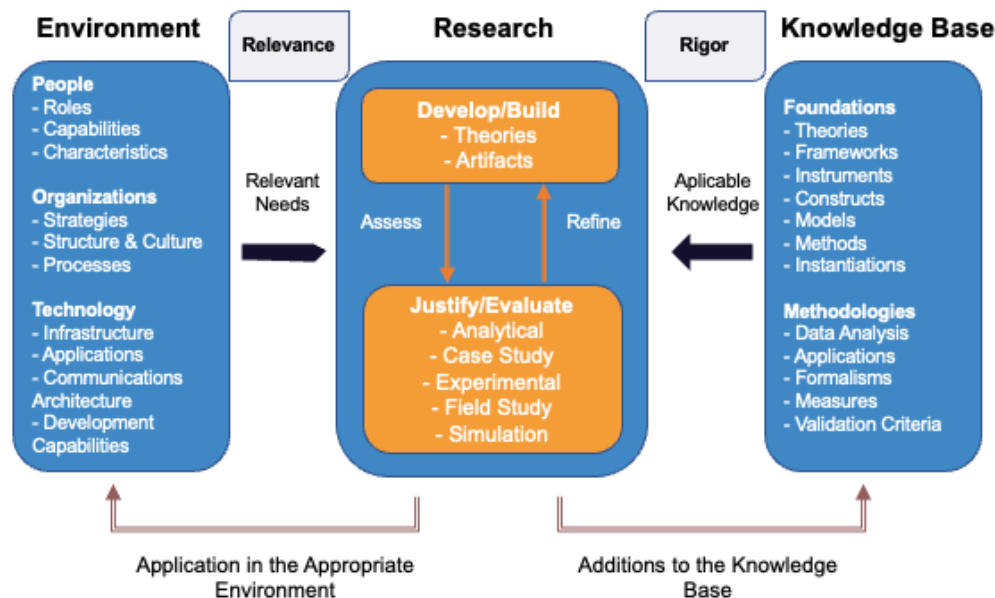 Environment
Relevance
Research
Rigor
Knowledge Base
People
- Roles
- Capabilities
- Characteristics
Organizations
- Strategies
- Structure & Culture
- Processes
Technology
- Infrastructure
- Applications
- Communications
Architecture
- Development
Capabilities
Relevant
Needs
Develop/Build
- Theories
- Artifacts
Assess
Refine
Justify/Evaluate
- Analytical
- Case Study
- Experimental
- Field Study
- Simulation
Aplicable
Knowledge
Foundations
- Theories
- Frameworks
- Instruments
- Constructs
- Models
- Methods
- Instantiations
Methodologies
- Data Analysis
- Applications
- Formalisms
- Measures
- Validation Criteria
Application in the Appropriate
Environment
Additions to the Knowledge
Base